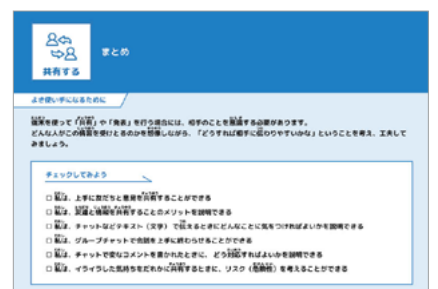 共有する
まとめ
よき使い手になるために
端末を使って「共有」や「発表」を行う場合には、相手のことを意識する必要があります。
どんな人がこの情報を受けとるのかを想像しながら、「どうすれば相手に伝わりやすいかな」ということを考え、工夫して
みましょう。
チェックしてみよう
□ 私は、上手に友だちと意見を共有することができる
□ 私は、友達と情報を共有することのメリットを説明できる
□ 私は、チャットなどテキスト（文字）で伝えるときにどんなことに気をつければよいかを説明できる
□ 私は、グループチャットで会話を上手に終わらせることができる
□ 私は、チャットで変なコメントを書かれたときに、どう対応すればよいかを説明できる
□ 私は、イライラした気持ちをだれかに共有するときに、リスク（危険性）を考えることができる